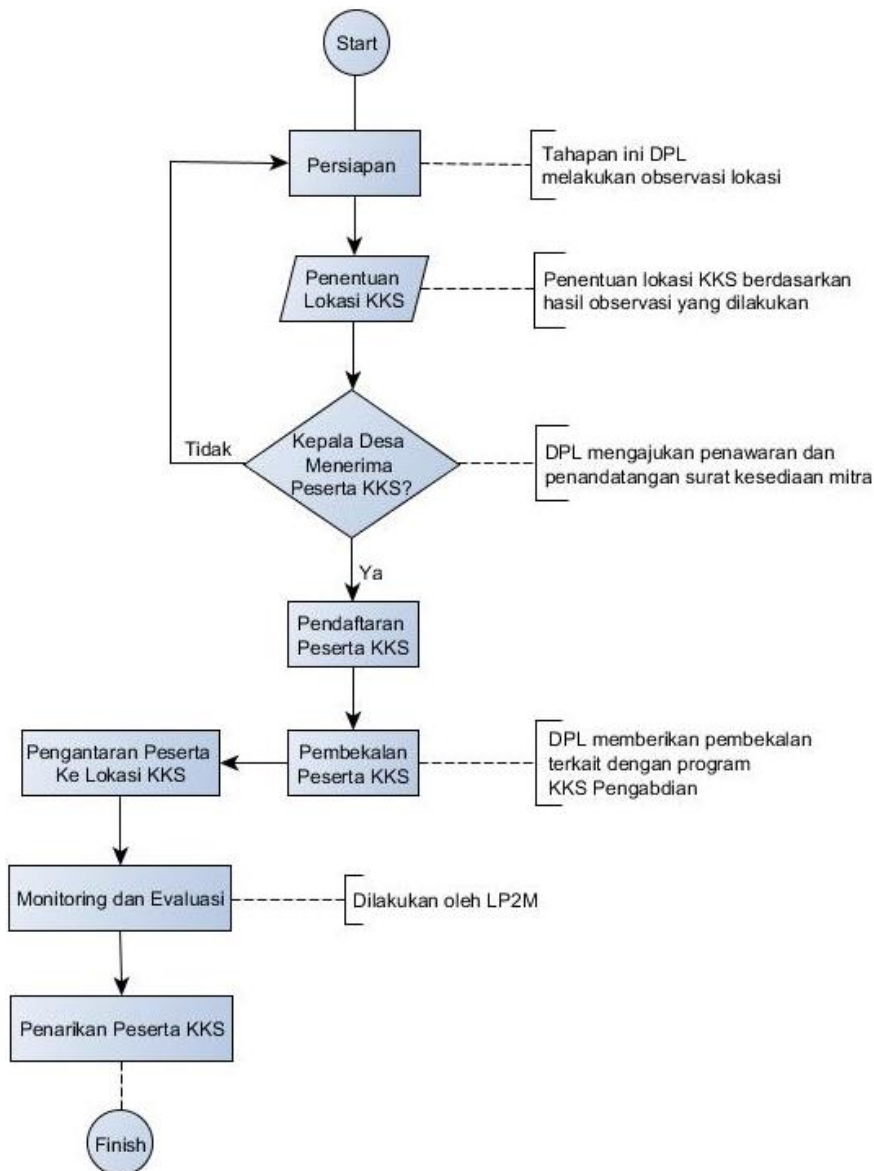 Start
Persiapan
Tahapan ini DPL
melakukan observasi lokasi
Penentuan
Lokasi KKS
Penentuan lokasi KKS berdasarkan
hasil observasi yang dilakukan
Tidak
Kepala Desa
Menerima
Peserta KKS?
DPL mengajukan penawaran dan
penandatangan surat kesediaan mitra
Ya
Pendaftaran
Peserta KKS
Pembekalan
Peserta KKS
DPL memberikan pembekalan
terkait dengan program
KKS Pengabdian
Pengantaran Peserta
Ke Lokasi KKS
Monitoring dan Evaluasi
Dilakukan oleh LP2M
Penarikan Peserta KKS
Finish